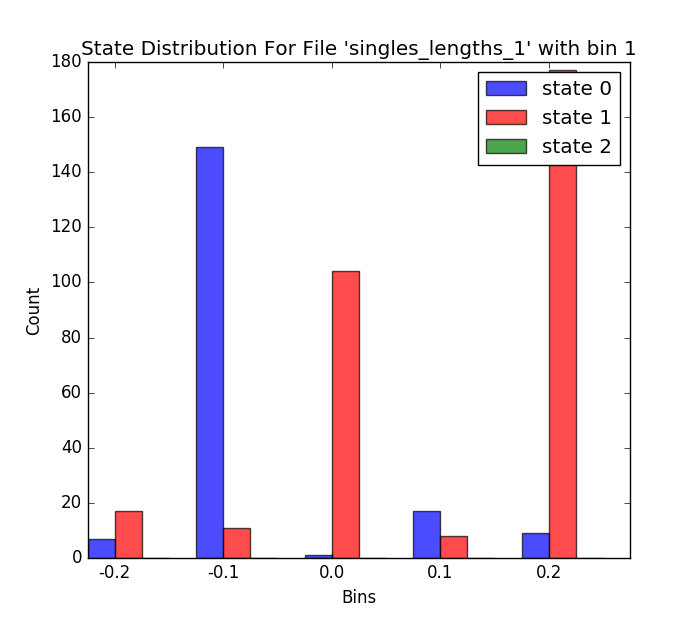 State Distribution For File 'singles_lengths_1' with bin 1
180
160
140
120
100
80
60
40
20
0
Count
state 0
state 1
state 2
-0.2 -0.1 0.0 0.1 0.2
Bins